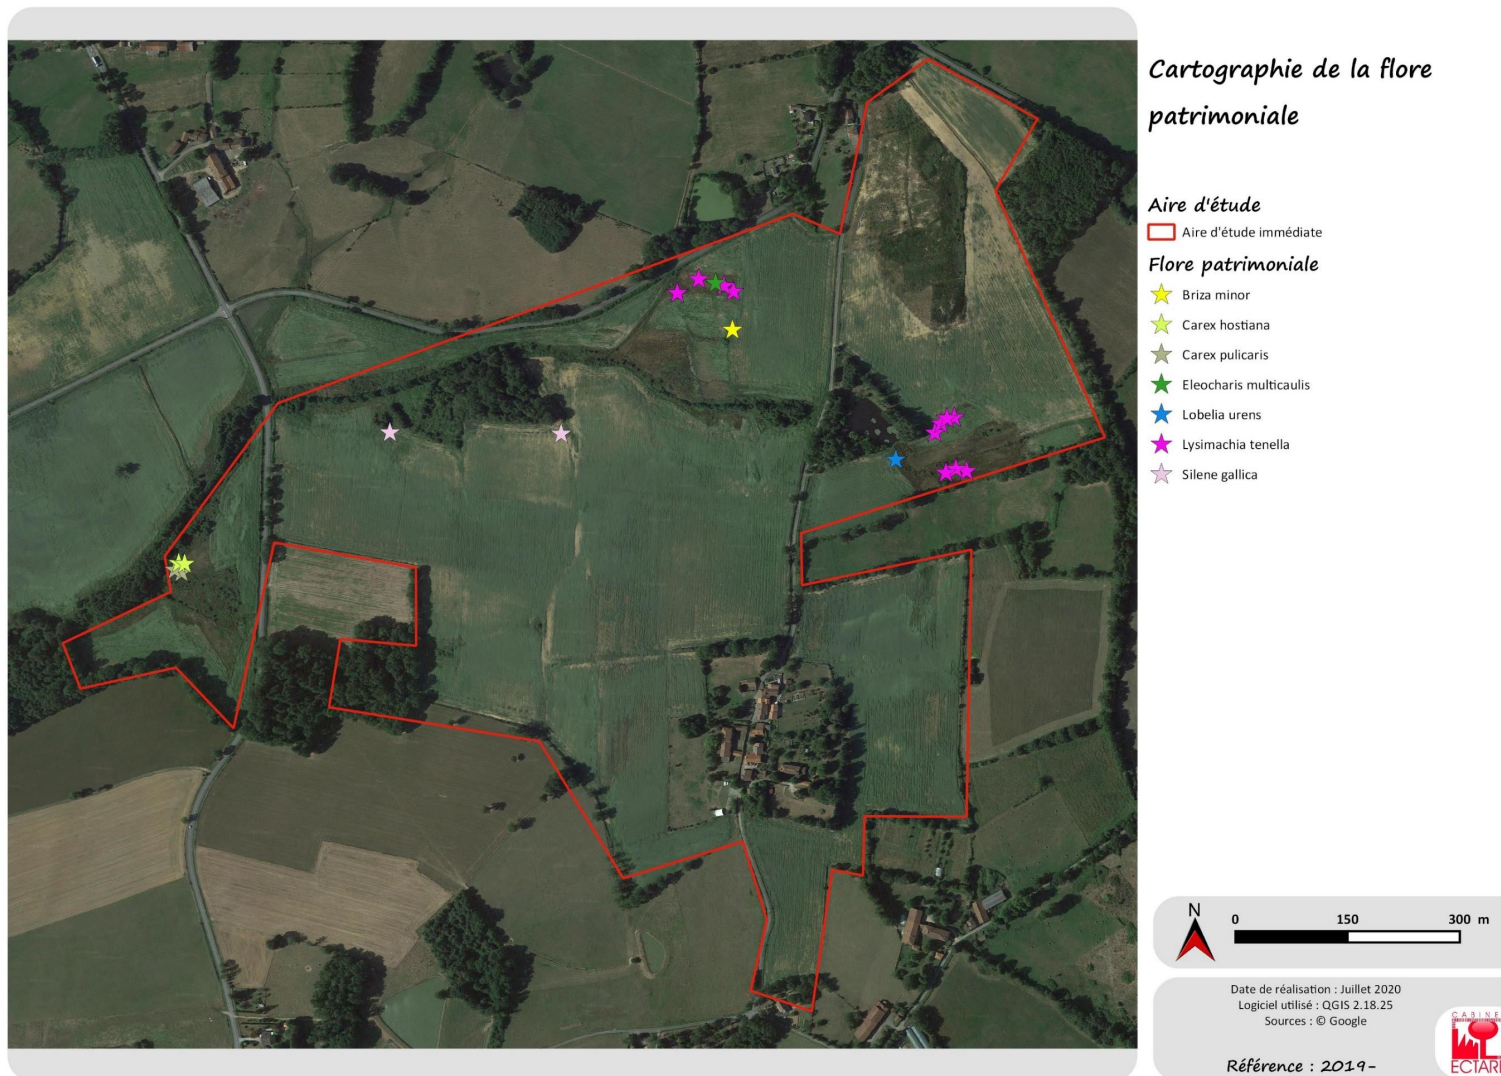 Cartographie de la flore
patrimoniale
Aire d'étude
Aire d'étude immédiate
Flore patrimoniale
Briza minor
Carex hostiana
Carex pulicaris
Eleocharis multicaulis
Lobelia urens
Lysimachia tenella
Silene gallica
N
0 150 300 m
Date de réalisation : Juillet 2020
Logiciel utilisé : QGIS 2.18.25
Sources : © Google
Référence : 2019-
CABINE
ECTARE